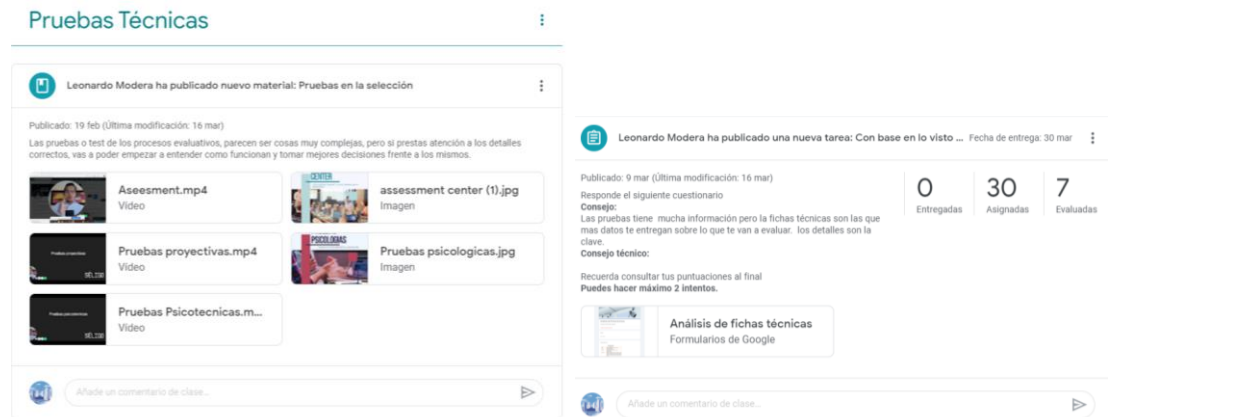 Pruebas Técnicas
Leonardo Modera ha publicado nuevo material: Pruebas en la selección
Publicado: 19 feb (Última modificación: 16 mar)
Las pruebas o test de los procesos evaluativos, parecen ser cosas muy complejas, pero si prestas atención a los detalles
correctos, vas a poder empezar a entender como funcionan y tomar mejores decisiones frente a los mismos.
Aseesment.mp4
Video
CENTER
assessment center (1).jpg
Imagen
Pruebas proyectivas.mp4
Video
PSICOLOGIAS
Pruebas psicologicas.jpg
Imagen
Pruebas Psicotecnicas.m...
Video
Añade un comentario de clase...
Leonardo Modera ha publicado una nueva tarea: Con base en lo visto ... Fecha de entrega: 30 mar
Publicado: 9 mar (Última modificación: 16 mar)
Responde el siguiente cuestionario
Consejo:
Las pruebas tiene mucha información pero la fichas técnicas son las que
mas datos te entregan sobre lo que te van a evaluar. los detalles son la
clave.
Consejo técnico:
Recuerda consultar tus puntuaciones al final
Puedes hacer máximo 2 intentos.
0 30 7
Entregadas Asignadas Evaluadas
Análisis de fichas técnicas
Formularios de Google
Añade un comentario de clase...